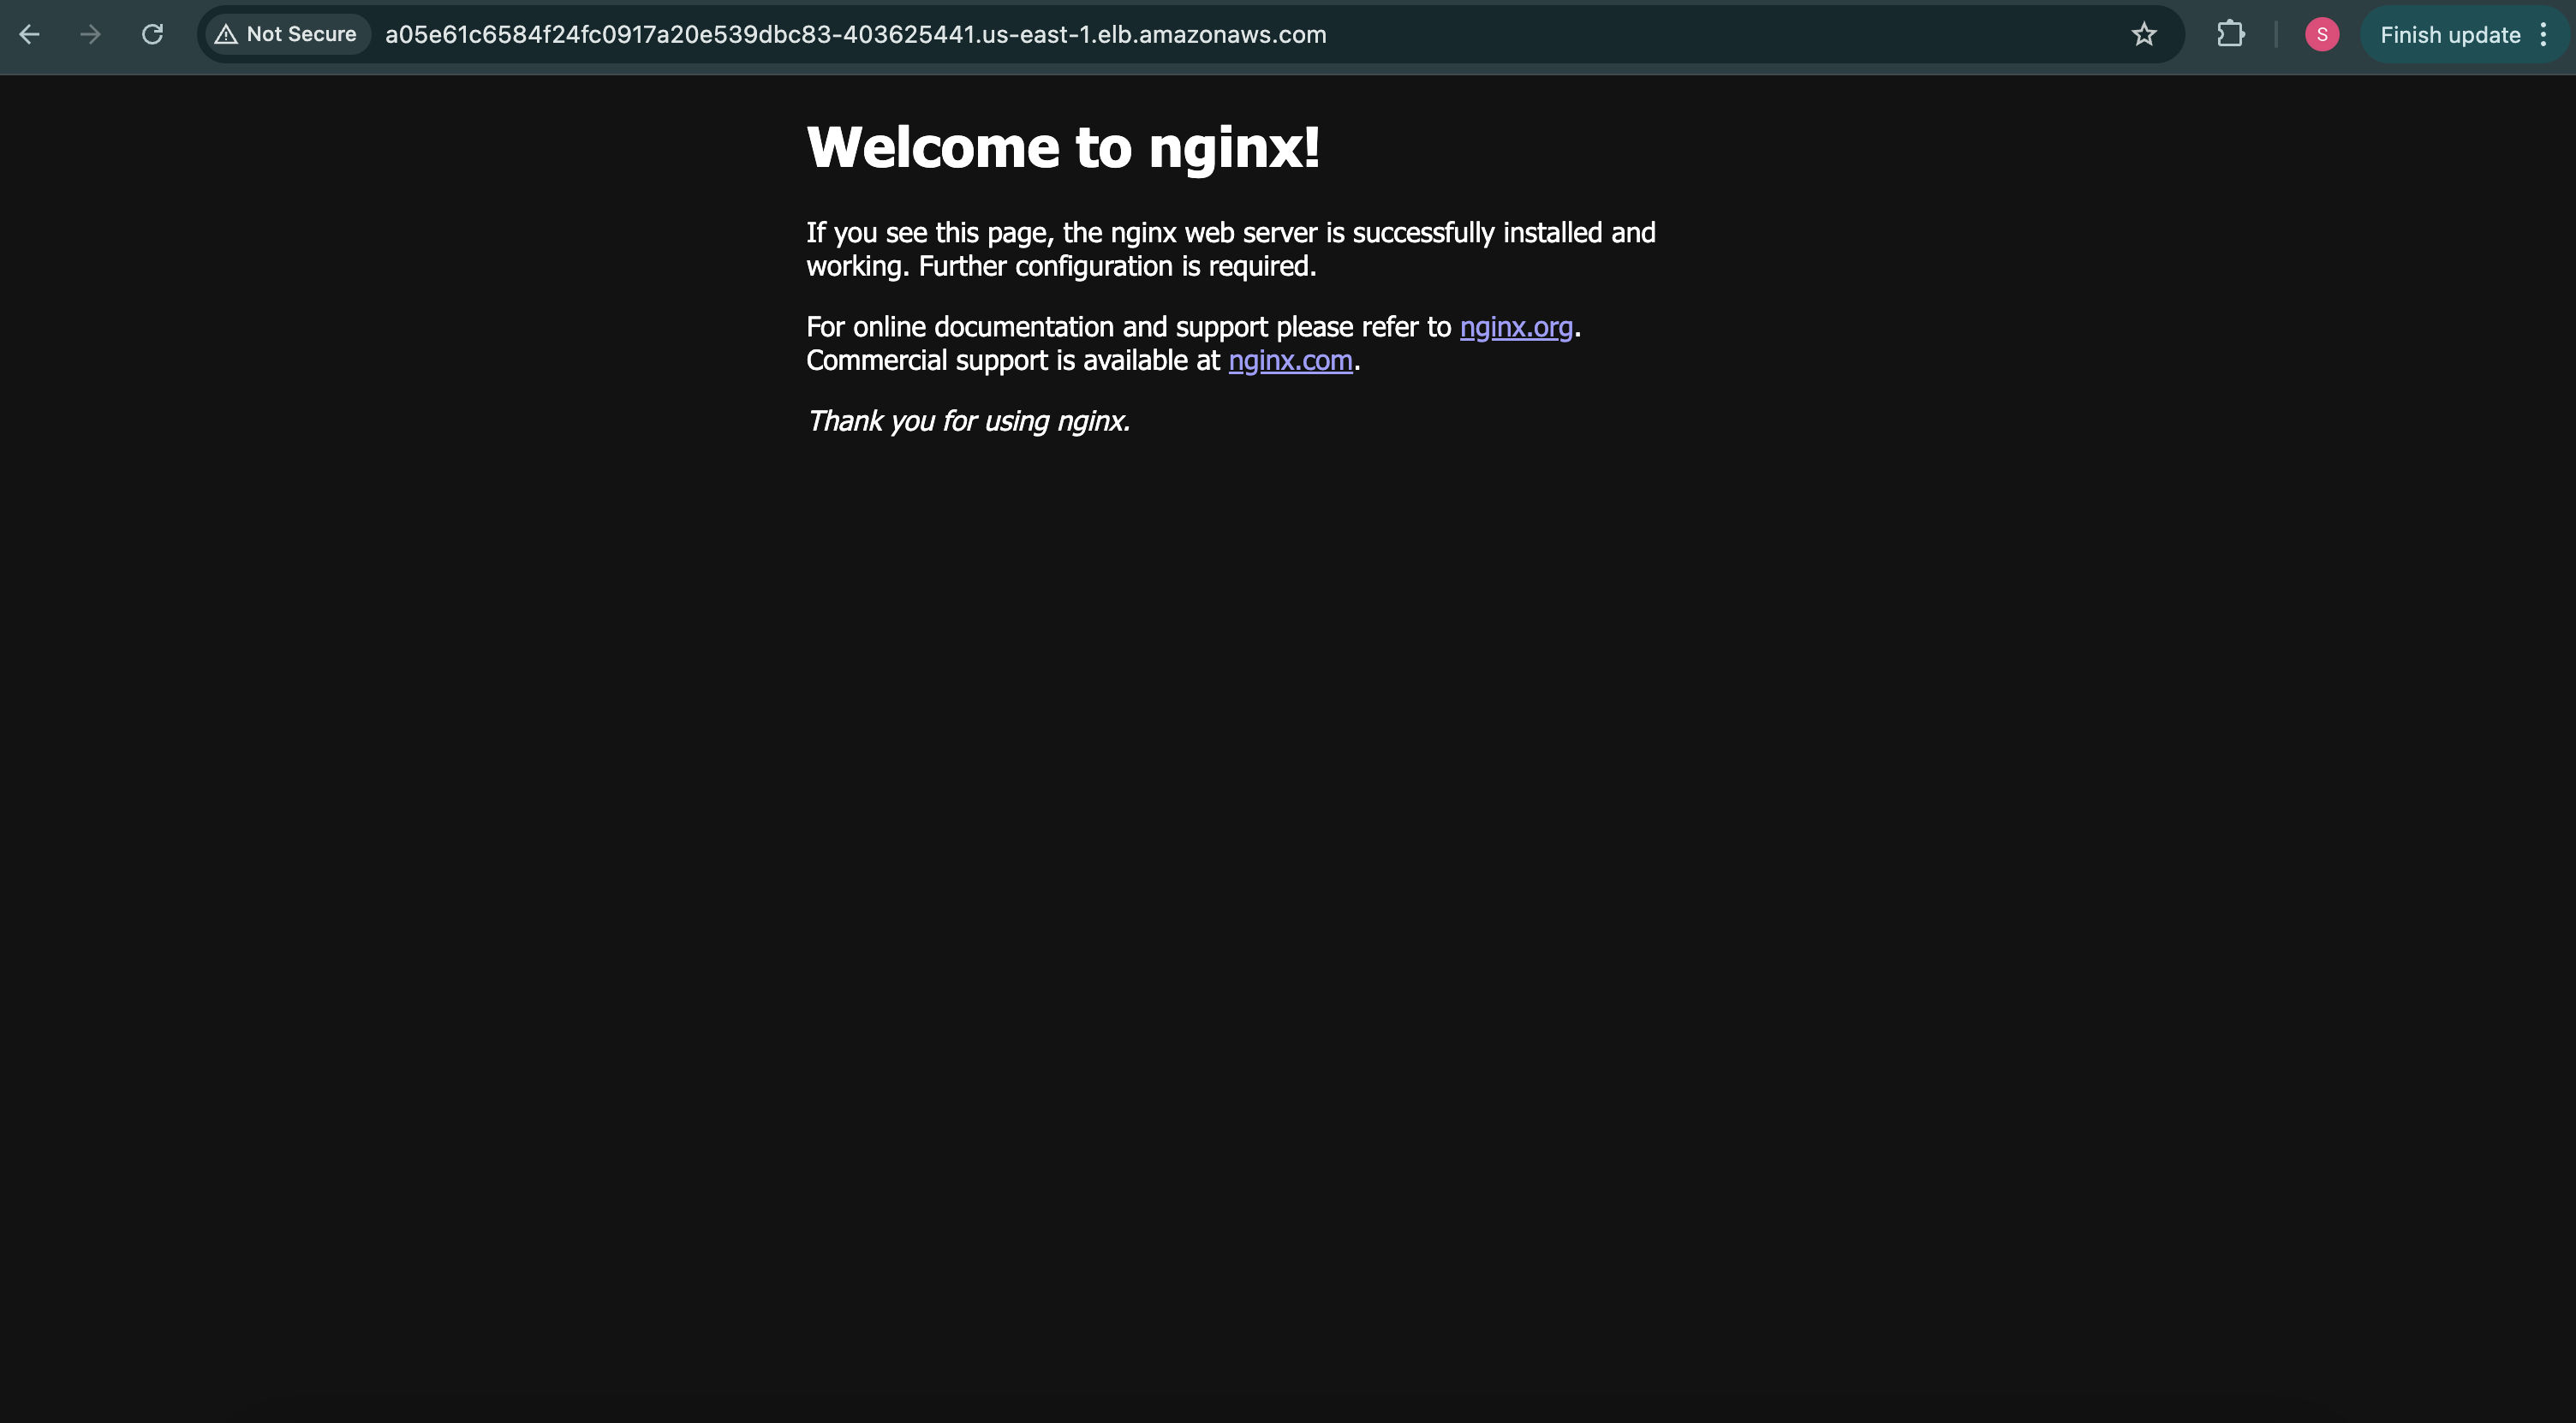 Not Secure a05e61c6584f24fc0917a20e539dbc83-403625441.us-east-1.elb.amazonaws.com S Finish update
Welcome to nginx!
If you see this page, the nginx web server is successfully installed and
working. Further configuration is required.
For online documentation and support please refer to nginx.org.
Commercial support is available at nginx.com.
Thank you for using nginx.